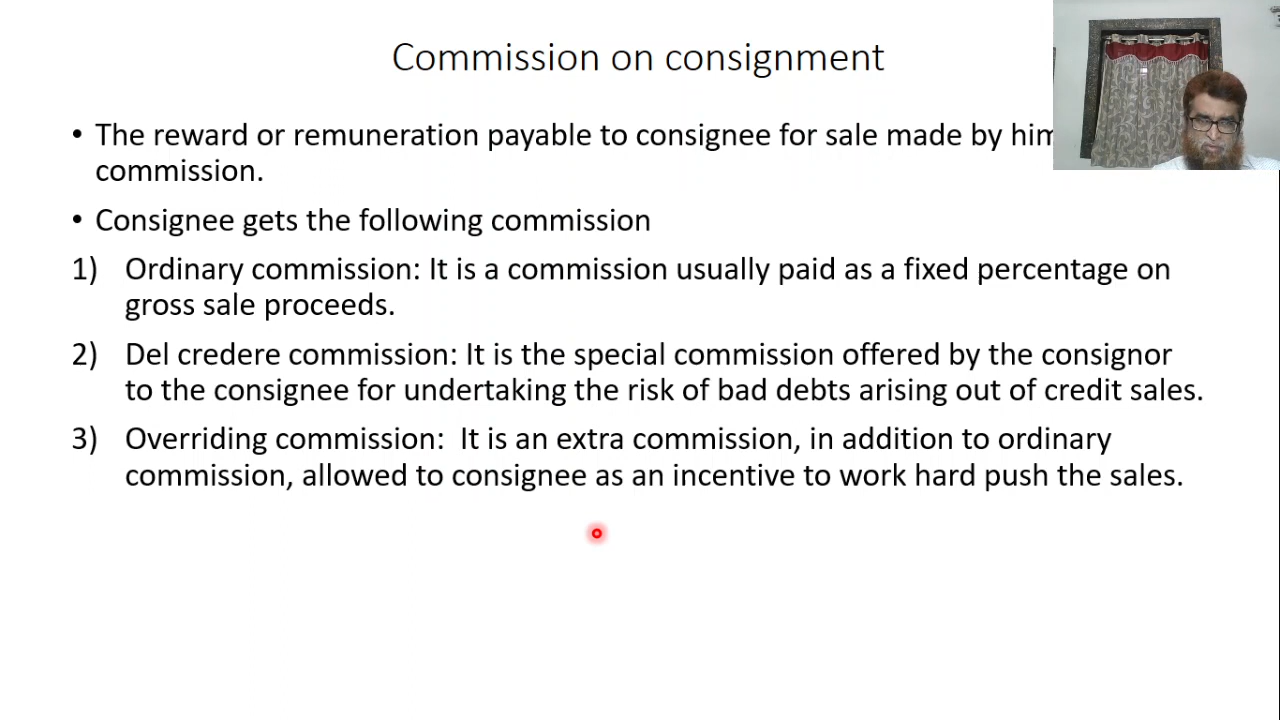 Commission on consignment
• The reward or remuneration payable to consignee for sale made by him
commission.
• Consignee gets the following commission
1) Ordinary commission: It is a commission usually paid as a fixed percentage on
gross sale proceeds.
2) Del credere commission: It is the special commission offered by the consignor
to the consignee for undertaking the risk of bad debts arising out of credit sales.
3) Overriding commission:  It is an extra commission, in addition to ordinary
commission, allowed to consignee as an incentive to work hard push the sales.